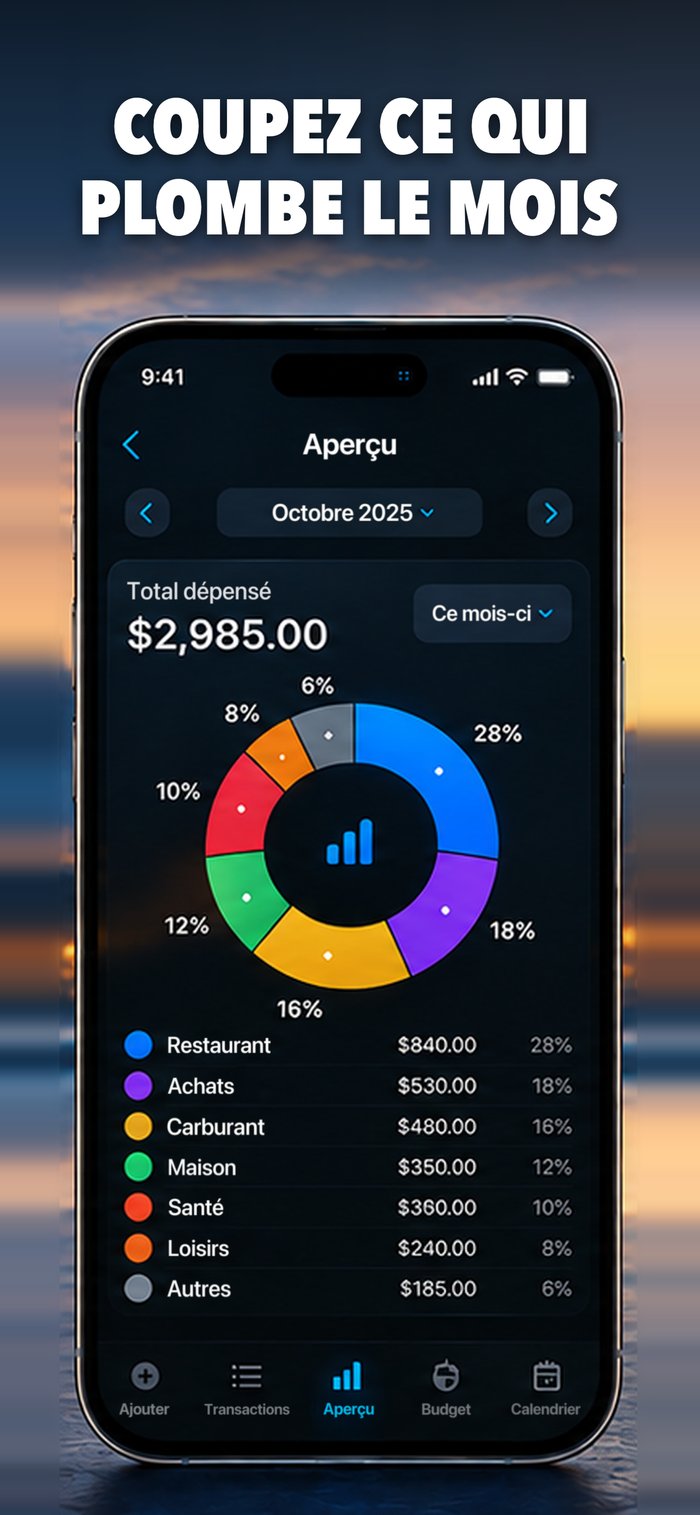 COUPEZ CE QUI
PLOMBE LE MOIS
9:41
Aperçu
Octobre 2025
Total dépensé
$2,985.00
Ce mois-ci
6%
8%
28%
10%
12%
18%
16%
Restaurant $840.00 28%
Achats $530.00 18%
Carburant $480.00 16%
Maison $350.00 12%
Santé $360.00 10%
Loisirs $240.00 8%
Autres $185.00 6%
Ajouter Transactions Aperçu Budget Calendrier